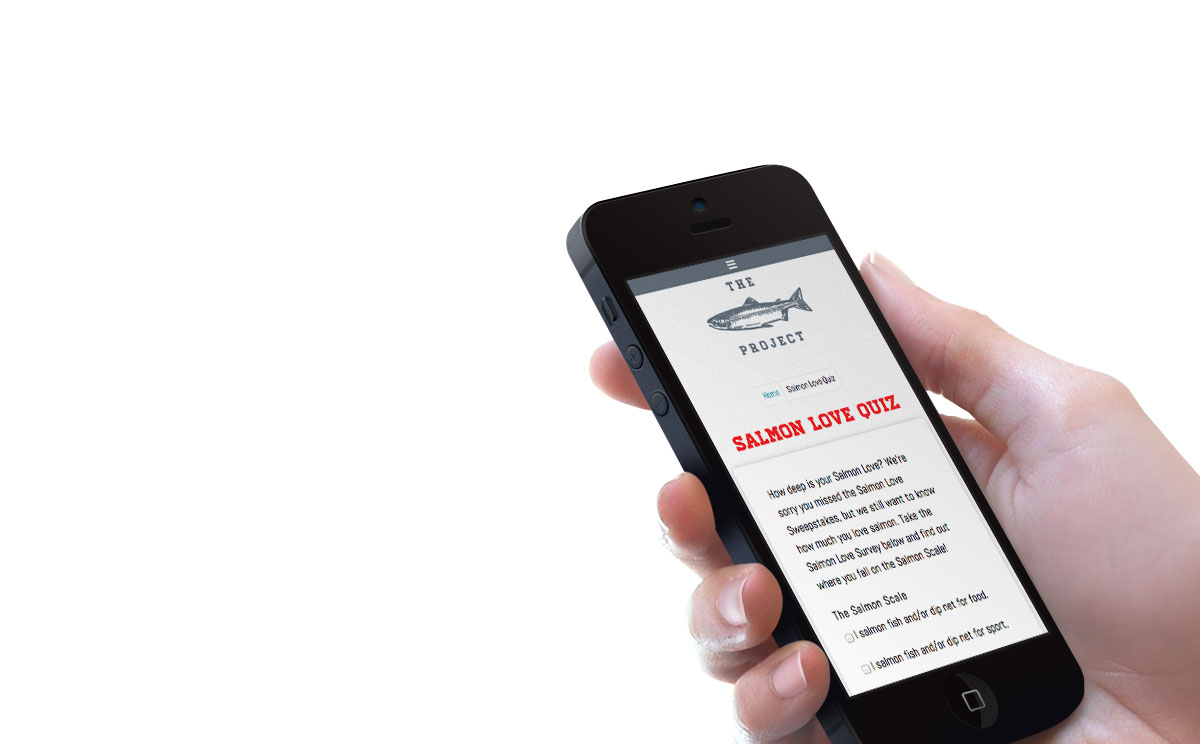 THE
PROJECT
Home Salmon Love Quiz
SALMON LOVE QUIZ
How deep is your Salmon Love? We're
sorry you missed the Salmon Love
Sweepstakes, but we still want to know
how much you love salmon. Take the
Salmon Love Survey below and find out
where you fall on the Salmon Scale!
The Salmon Scale
I salmon fish and/or dip net for food.
I salmon fish and/or dip net for sport.